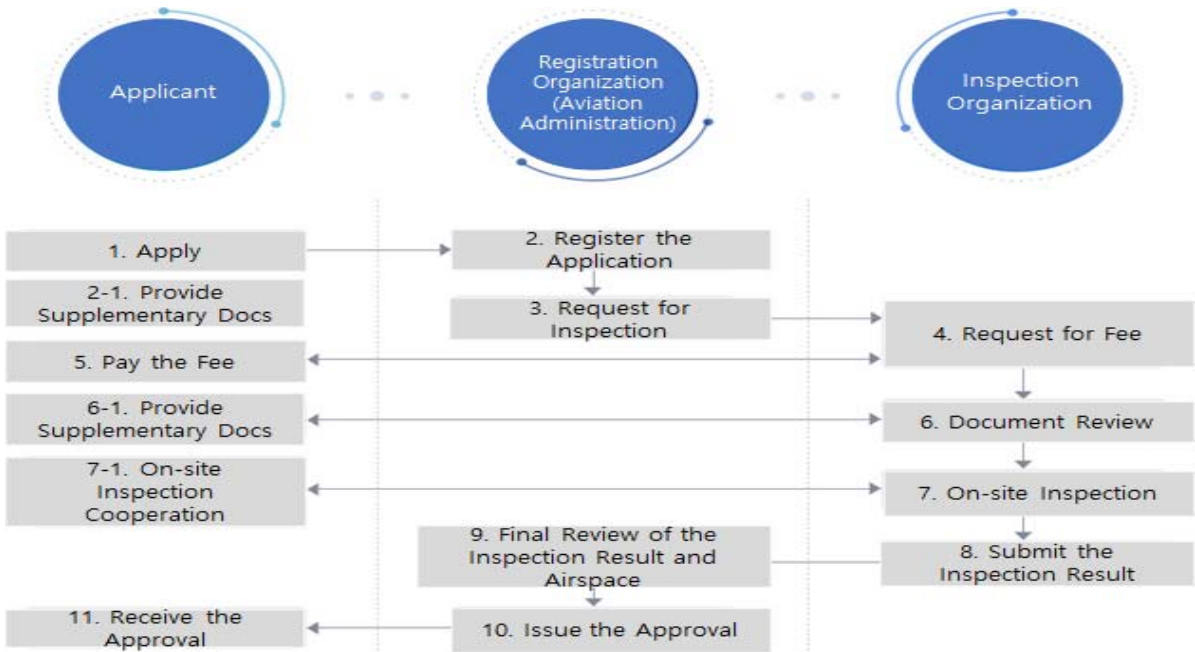 Applicant
Registration
Organization
(Aviation
Administration)
Inspection
Organization
1. Apply
2. Register the
Application
2-1. Provide
Supplementary Docs
3. Request for
Inspection
4. Request for Fee
5. Pay the Fee
6-1. Provide
Supplementary Docs
6. Document Review
7-1. On-site
Inspection
Cooperation
7. On-site Inspection
9. Final Review of the
Inspection Result and
Airspace
8. Submit the
Inspection Result
11. Receive the
Approval
10. Issue the Approval